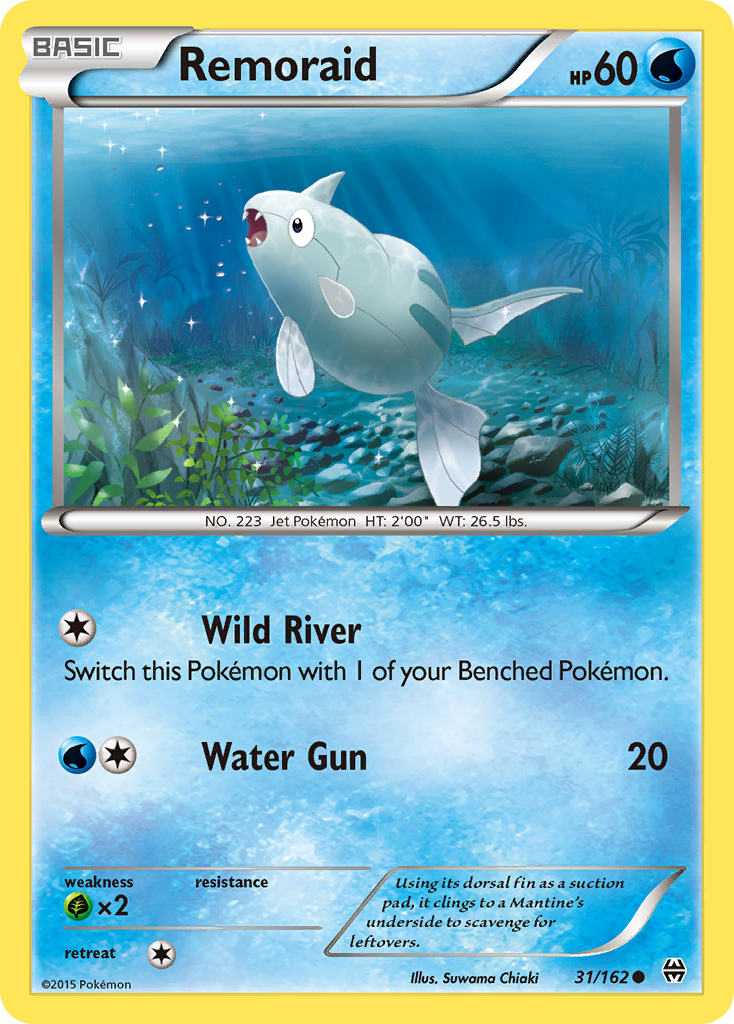 BASIC
Remoraid
HP60
NO. 223 Jet Pokémon HT: 2'00" WT: 26.5 lbs.
Wild River
Switch this Pokémon with 1 of your Benched Pokémon.
Water Gun 20
weakness resistance
×2
retreat
Using its dorsal fin as a suction
pad, it clings to a Mantine's
underside to scavenge for
leftovers.
©2015 Pokémon
Illus. Suwama Chiaki
31/162